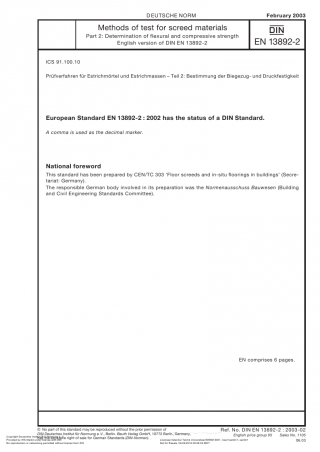 DEUTSCHE NORM
February 2003
Methods of test for screed materials
Part 2: Determination of flexural and compressive strength
English version of DIN EN 13892-2
DIN
EN 13892-2
ICS 91.100.10
Prüfverfahren für Estrichmörtel und Estrichmassen – Teil 2: Bestimmung der Biegezug- und Druckfestigkeit
European Standard EN 13892-2 : 2002 has the status of a DIN Standard.
A comma is used as the decimal marker.
National foreword
This standard has been prepared by CEN/TC 303 'Floor screeds and in-situ floorings in buildings' (Secre-
tariat: Germany).
The responsible German body involved in its preparation was the Normenausschuss Bauwesen (Building
and Civil Engineering Standards Committee).
EN comprises 6 pages.
© No part of this standard may be reproduced without the prior permission of
DIN Deutsches Institut für Normung e.V., Berlin. Beuth Verlag GmbH, 10772 Berlin, Germany,
has the exclusive right of sale for German Standards (DIN-Normen).
Ref. No. DIN EN 13892-2 : 2003-02
English price group 09 Sales No. 1109